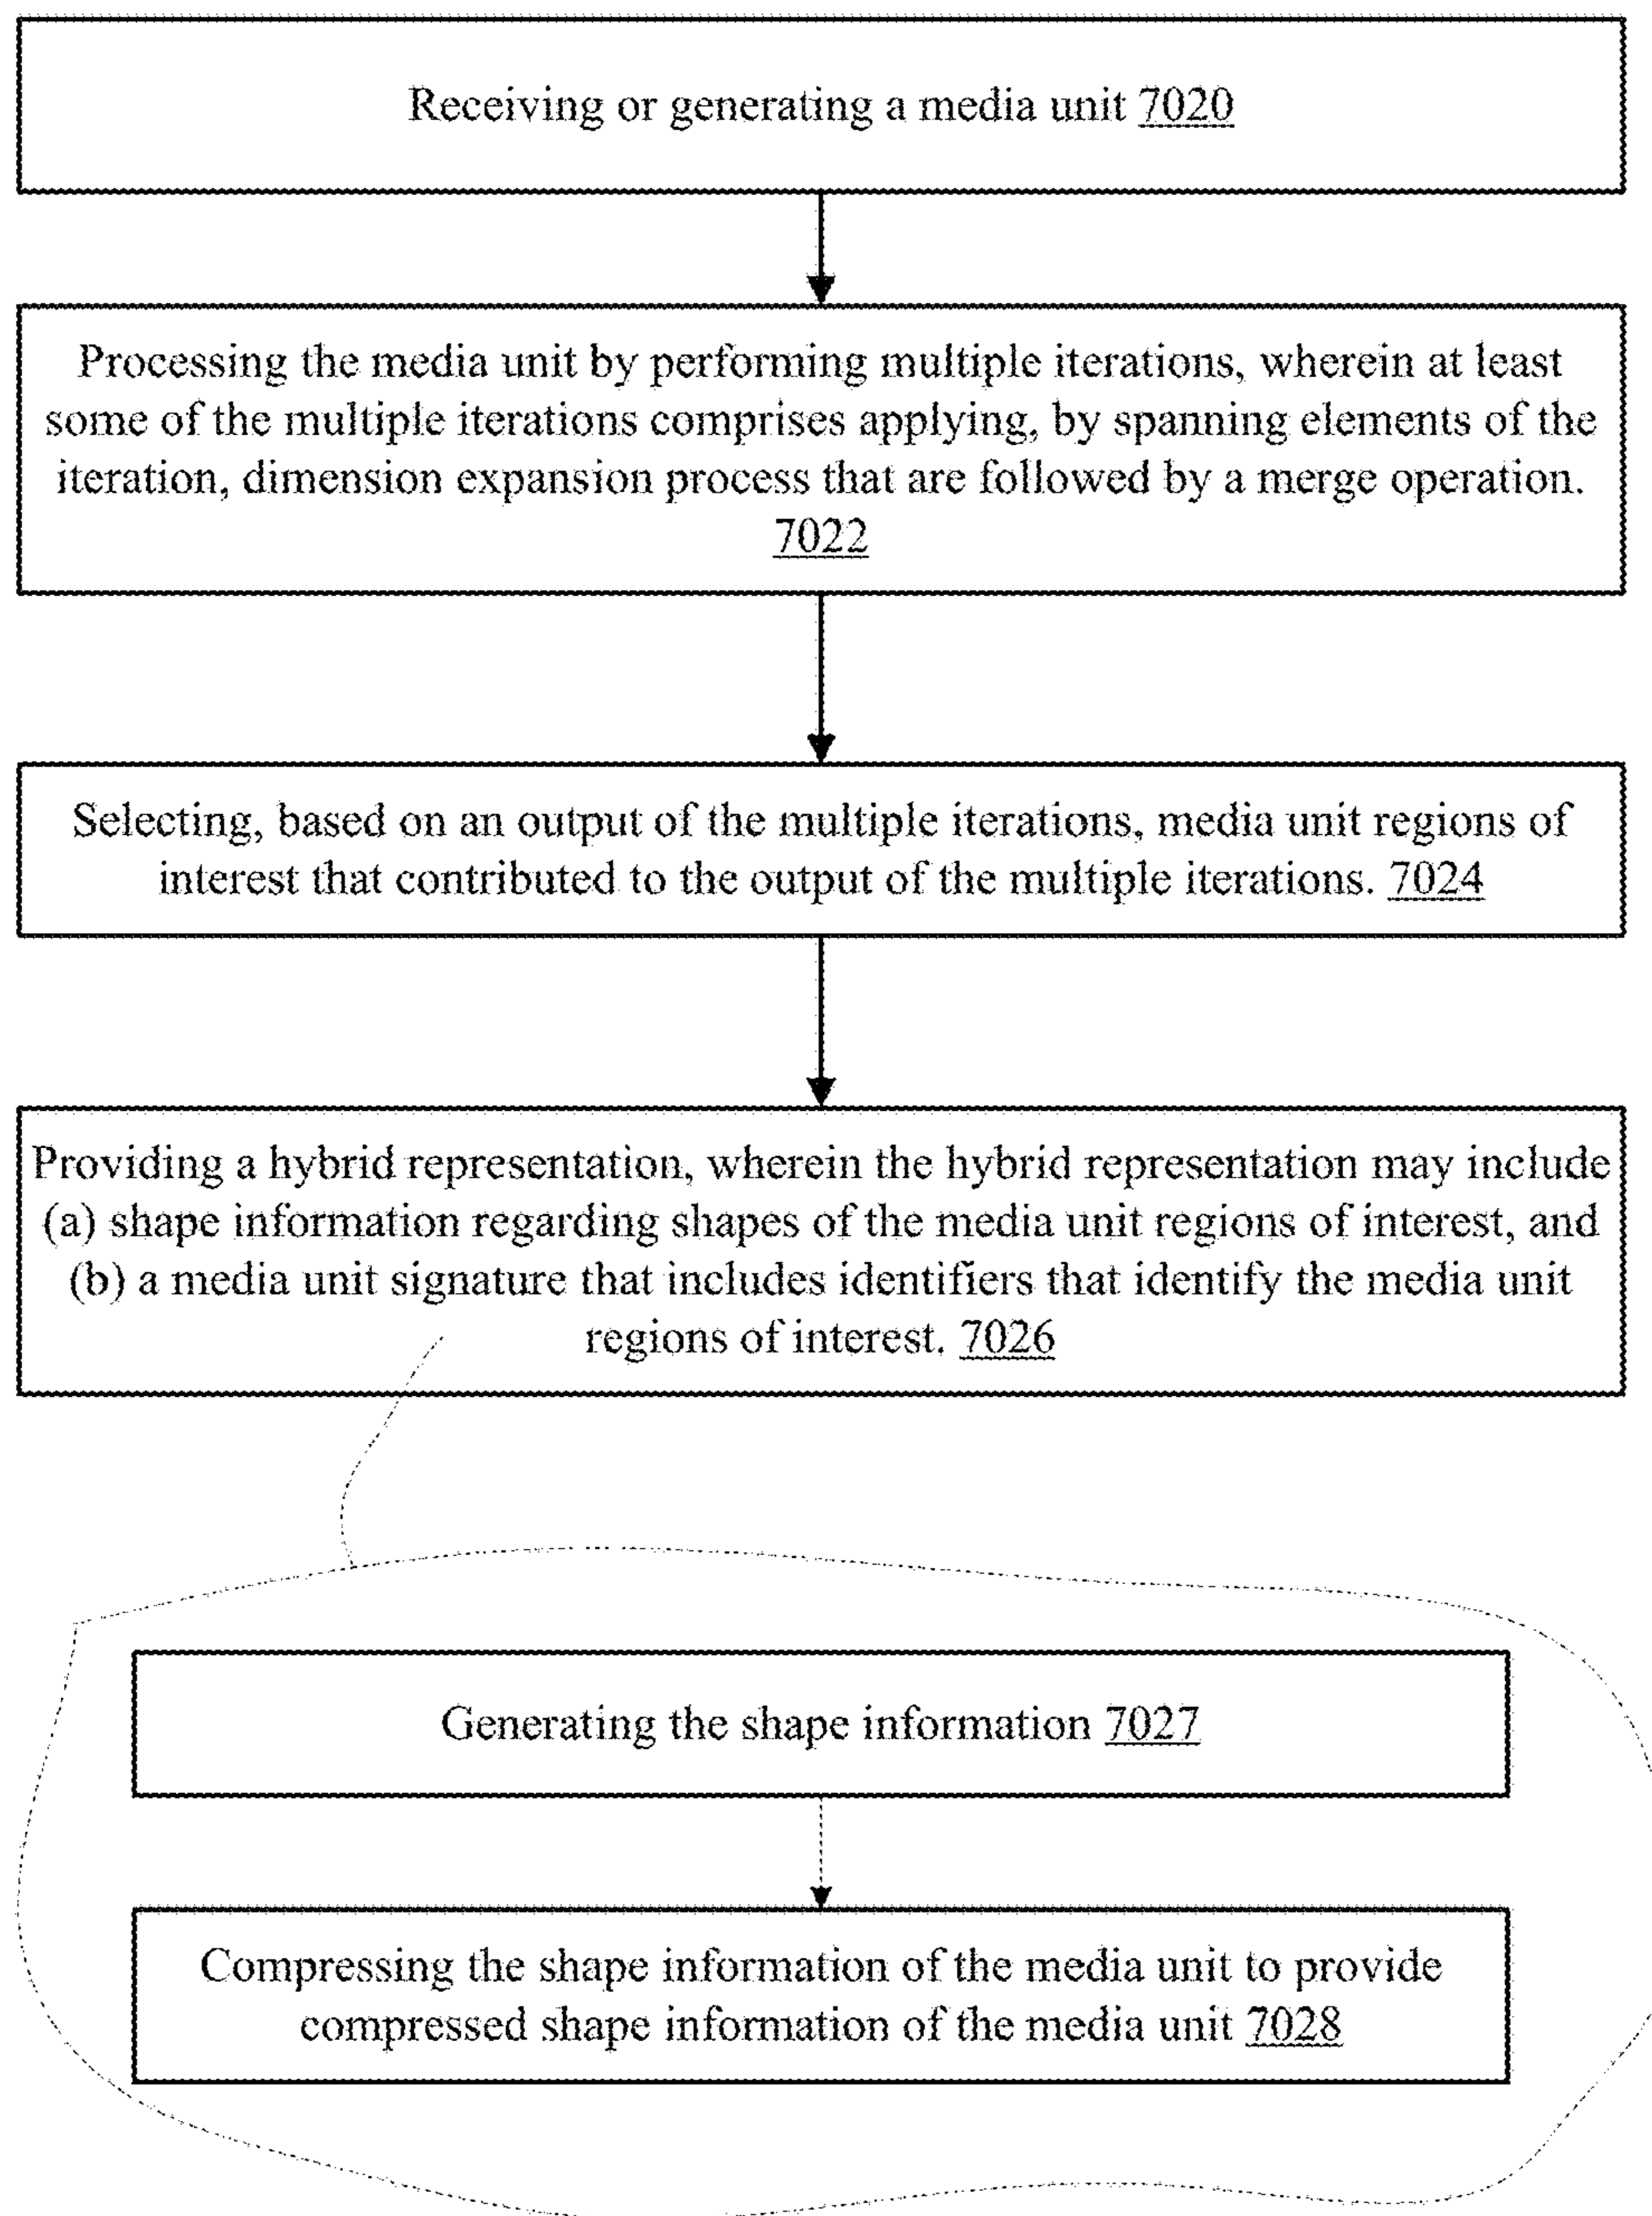 Receiving or generating a media unit 7020
Processing the media unit by performing multiple iterations, wherein at least
some of the multiple iterations comprises applying, by spanning elements of the
iteration, dimension expansion process that are followed by a merge operation.
7022
Selecting, based on an output of the multiple iterations, media unit regions of
interest that contributed to the output of the multiple iterations. 7024
Providing a hybrid representation, wherein the hybrid representation may include
(a) shape information regarding shapes of the media unit regions of interest, and
(b) a media unit signature that includes identifiers that identify the media unit
regions of interest. 7026
Generating the shape information 7027
Compressing the shape information of the media unit to provide
compressed shape information of the media unit 7028